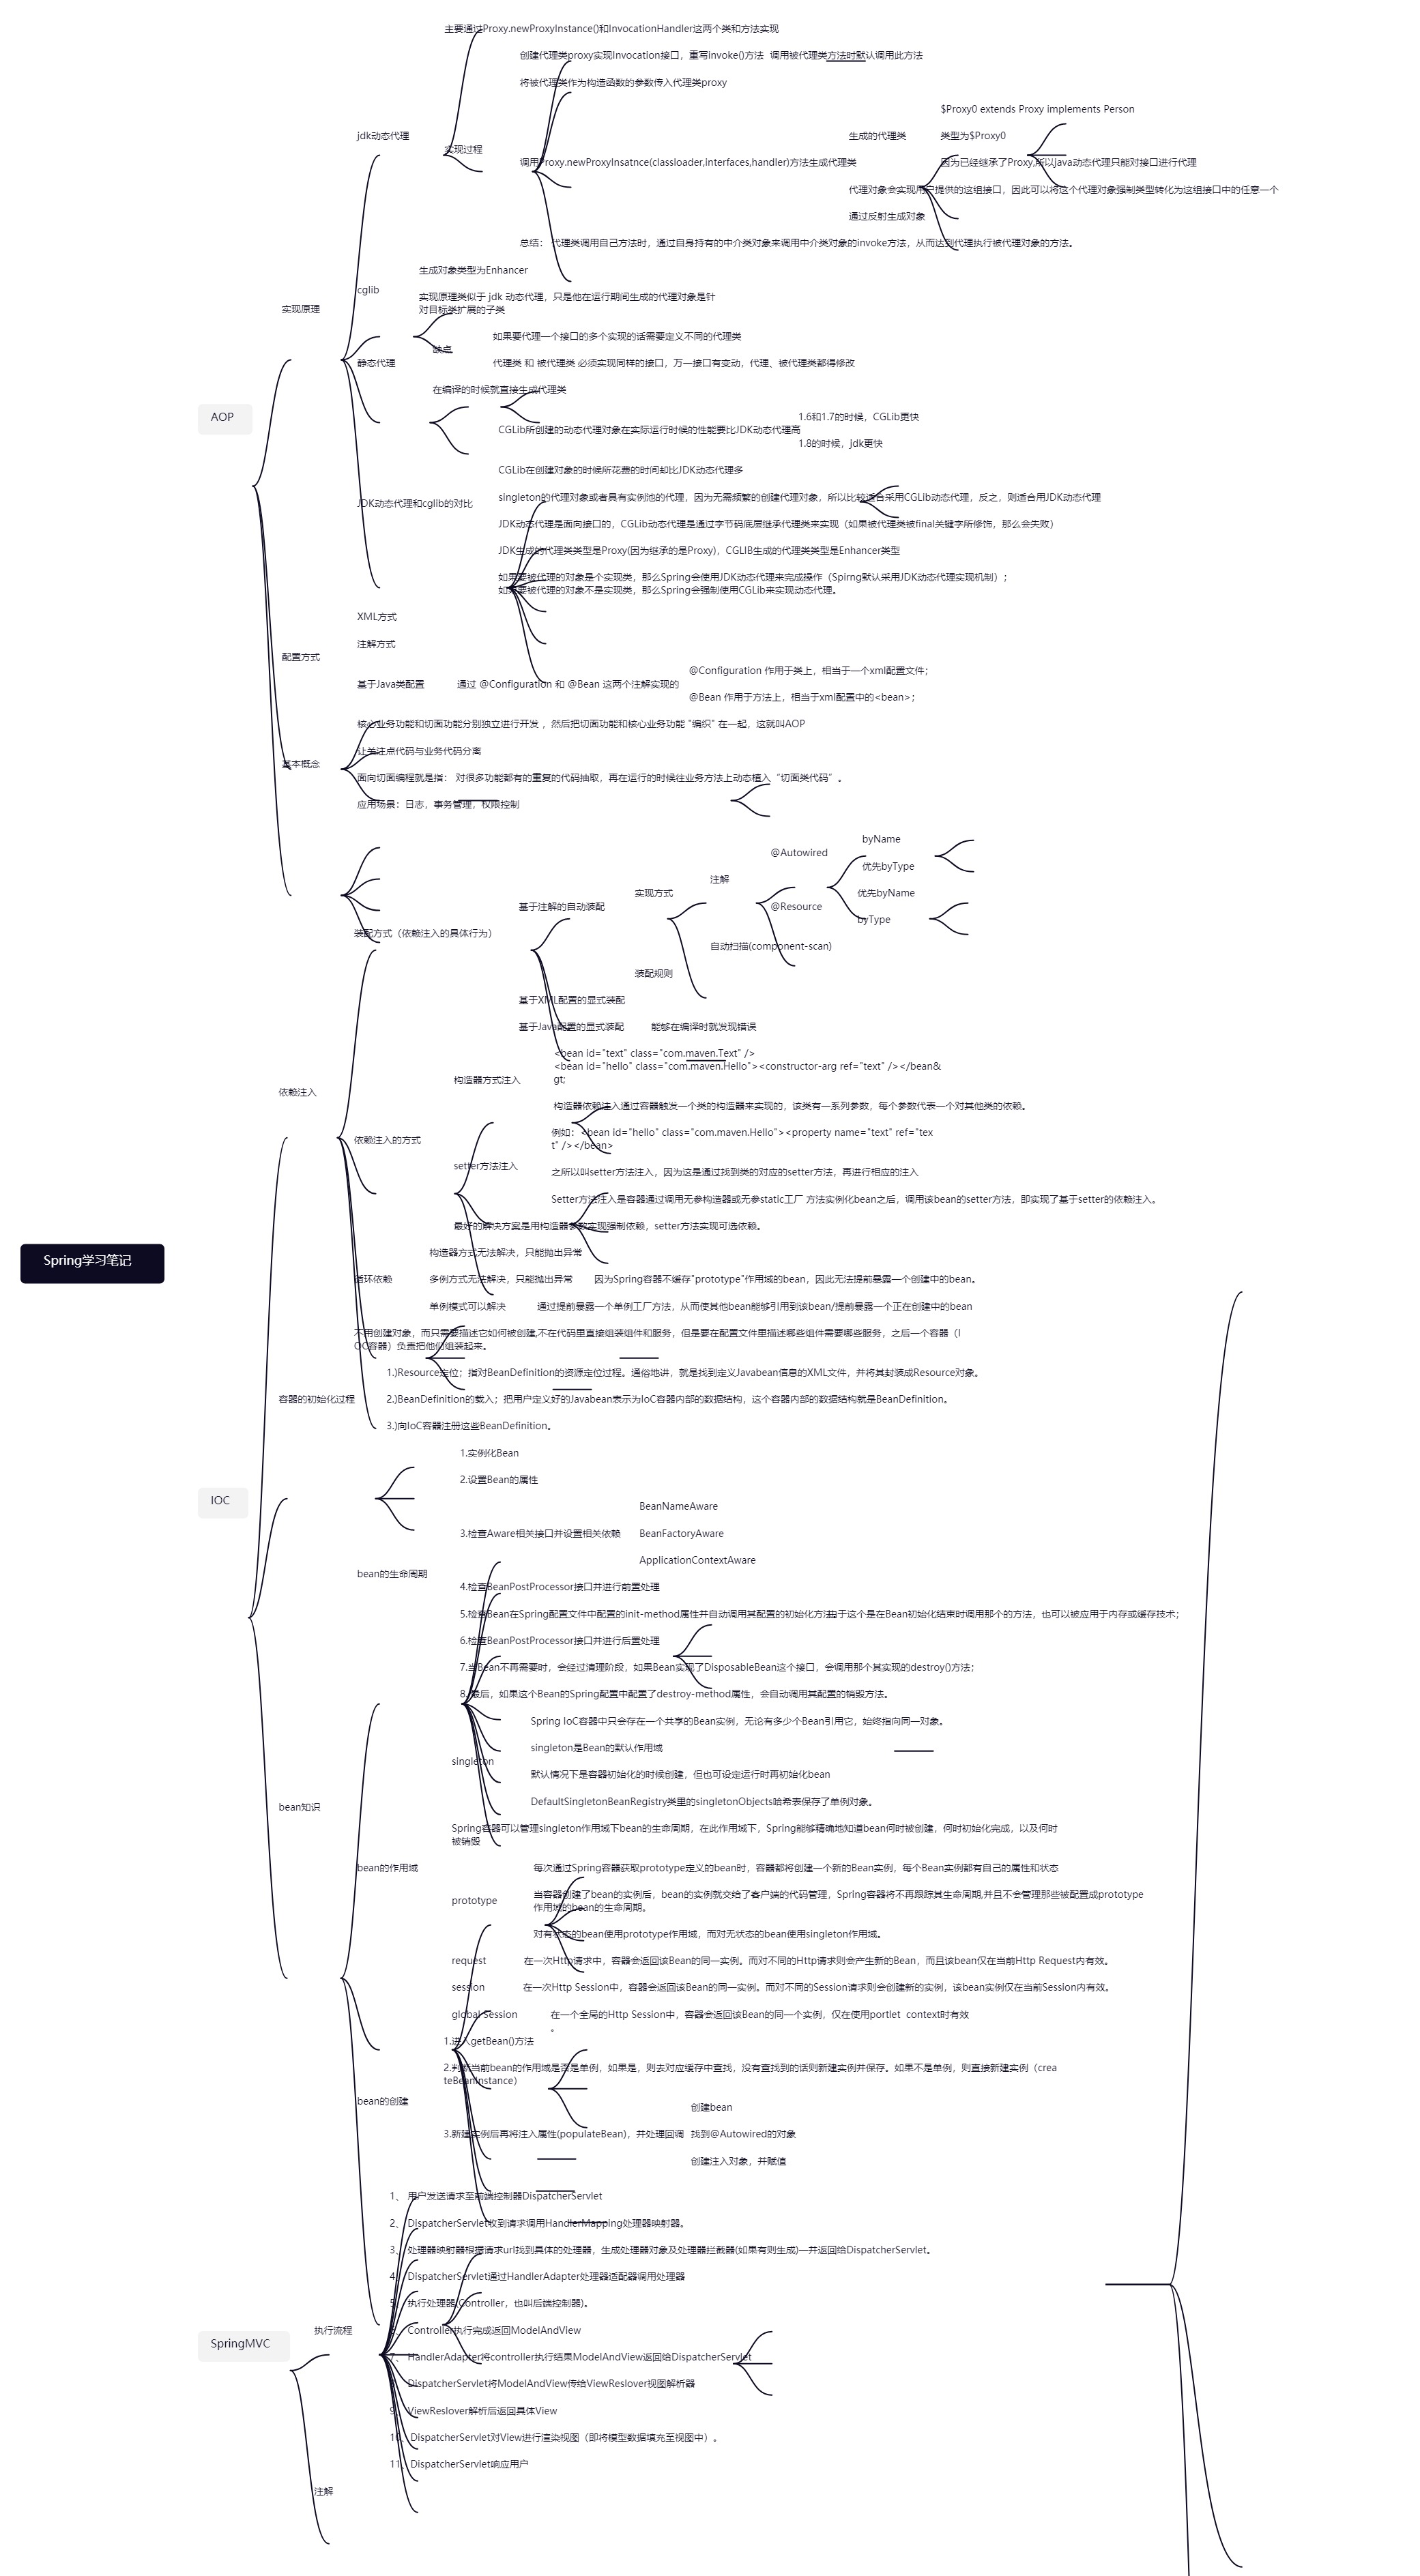 主要通过Proxy.newProxyInstance()和InvocationHandler这两个类和方法实现
创建代理类proxy实现Invocation接口，重写invoke()方法
调用被代理类方法时默认调用此方法
将被代理类作为构造函数的参数传入代理类proxy
$Proxy0 extends Proxy implements Person
jdk动态代理
生成的代理类
类型为$Proxy0
实现过程
调用Proxy.newProxyInsatnce(classloader,interfaces,handler)方法生成代理类
因为已经继承了Proxy,所以java动态代理只能对接口进行代理
代理对象会实现用户提供的这组接口，因此可以将这个代理对象强制类型转化为这组接口中的任意一个
通过反射生成对象
总结： 代理类调用自己方法时，通过自身持有的中介类对象来调用中介类对象的invoke方法，从而达到代理执行被代理对象的方法。
生成对象类型为Enhancer
cglib
实现原理类似于 jdk 动态代理，只是他在运行期间生成的代理对象是针
对目标类扩展的子类
实现原理
如果要代理一个接口的多个实现的话需要定义不同的代理类
缺点
静态代理
代理类 和 被代理类 必须实现同样的接口，万一接口有变动，代理、被代理类都得修改
在编译的时候就直接生成代理类
AOP
1.6和1.7的时候，CGLib更快
CGLib所创建的动态代理对象在实际运行时候的性能要比JDK动态代理高
1.8的时候，jdk更快
CGLib在创建对象的时候所花费的时间却比JDK动态代理多
singleton的代理对象或者具有实例池的代理，因为无需频繁的创建代理对象，所以比较适合采用CGLib动态代理，反之，则适合用JDK动态代理
JDK动态代理和cglib的对比
JDK动态代理是面向接口的，CGLib动态代理是通过字节码底层继承代理类来实现（如果被代理类被final关键字所修饰，那么会失败）
JDK生成的代理类类型是Proxy(因为继承的是Proxy)，CGLIB生成的代理类类型是Enhancer类型
如果要被代理的对象是个实现类，那么Spring会使用JDK动态代理来完成操作（Spirng默认采用JDK动态代理实现机制）；
如果要被代理的对象不是实现类，那么Spring会强制使用CGLib来实现动态代理。
XML方式
注解方式
配置方式
@Configuration 作用于类上，相当于一个xml配置文件；
基于Java类配置
通过 @Configuration 和 @Bean 这两个注解实现的
@Bean 作用于方法上，相当于xml配置中的<bean>；
核心业务功能和切面功能分别独立进行开发 ，然后把切面功能和核心业务功能 "编织" 在一起，这就叫AOP
让关注点代码与业务代码分离
基本概念
面向切面编程就是指： 对很多功能都有的重复的代码抽取，再在运行的时候往业务方法上动态植入“切面类代码”。
应用场景：日志，事务管理，权限控制
byName
@Autowired
优先byType
注解
实现方式
优先byName
基于注解的自动装配
@Resource
byType
装配方式（依赖注入的具体行为）
自动扫描(component-scan)
装配规则
基于XML配置的显式装配
基于Java配置的显式装配
能够在编译时就发现错误
<bean id="text" class="com.maven.Text" />
<bean id="hello" class="com.maven.Hello"><constructor-arg ref="text" /></bean&
gt;
构造器方式注入
依赖注入
构造器依赖注入通过容器触发一个类的构造器来实现的，该类有一系列参数，每个参数代表一个对其他类的依赖。
例如：<bean id="hello" class="com.maven.Hello"><property name="text" ref="tex
t" /></bean>
依赖注入的方式
setter方法注入
之所以叫setter方法注入，因为这是通过找到类的对应的setter方法，再进行相应的注入
Setter方法注入是容器通过调用无参构造器或无参static工厂 方法实例化bean之后，调用该bean的setter方法，即实现了基于setter的依赖注入。
最好的解决方案是用构造器参数实现强制依赖，setter方法实现可选依赖。
构造器方式无法解决，只能抛出异常
Spring学习笔记
循环依赖
多例方式无法解决，只能抛出异常
因为Spring容器不缓存"prototype"作用域的bean，因此无法提前暴露一个创建中的bean。
单例模式可以解决
通过提前暴露一个单例工厂方法，从而使其他bean能够引用到该bean/提前暴露一个正在创建中的bean
不用创建对象，而只需要描述它如何被创建,不在代码里直接组装组件和服务，但是要在配置文件里描述哪些组件需要哪些服务，之后一个容器（I
OC容器）负责把他们组装起来。
1.)Resource定位；指对BeanDefinition的资源定位过程。通俗地讲，就是找到定义Javabean信息的XML文件，并将其封装成Resource对象。
容器的初始化过程
2.)BeanDefinition的载入；把用户定义好的Javabean表示为IoC容器内部的数据结构，这个容器内部的数据结构就是BeanDefinition。
3.)向IoC容器注册这些BeanDefinition。
1.实例化Bean
2.设置Bean的属性
IOC
BeanNameAware
3.检查Aware相关接口并设置相关依赖
BeanFactoryAware
ApplicationContextAware
bean的生命周期
4.检查BeanPostProcessor接口并进行前置处理
5.检查Bean在Spring配置文件中配置的init-method属性并自动调用其配置的初始化方法
由于这个是在Bean初始化结束时调用那个的方法，也可以被应用于内存或缓存技术；
6.检查BeanPostProcessor接口并进行后置处理
7.当Bean不再需要时，会经过清理阶段，如果Bean实现了DisposableBean这个接口，会调用那个其实现的destroy()方法；
8.最后，如果这个Bean的Spring配置中配置了destroy-method属性，会自动调用其配置的销毁方法。
Spring IoC容器中只会存在一个共享的Bean实例，无论有多少个Bean引用它，始终指向同一对象。
singleton是Bean的默认作用域
singleton
默认情况下是容器初始化的时候创建，但也可设定运行时再初始化bean
DefaultSingletonBeanRegistry类里的singletonObjects哈希表保存了单例对象。
bean知识
Spring容器可以管理singleton作用域下bean的生命周期，在此作用域下，Spring能够精确地知道bean何时被创建，何时初始化完成，以及何时
被销毁
bean的作用域
每次通过Spring容器获取prototype定义的bean时，容器都将创建一个新的Bean实例，每个Bean实例都有自己的属性和状态
prototype
当容器创建了bean的实例后，bean的实例就交给了客户端的代码管理，Spring容器将不再跟踪其生命周期,并且不会管理那些被配置成prototype
作用域的bean的生命周期。
对有状态的bean使用prototype作用域，而对无状态的bean使用singleton作用域。
request
在一次Http请求中，容器会返回该Bean的同一实例。而对不同的Http请求则会产生新的Bean，而且该bean仅在当前Http Request内有效。
session
在一次Http Session中，容器会返回该Bean的同一实例。而对不同的Session请求则会创建新的实例，该bean实例仅在当前Session内有效。
global Session
在一个全局的Http Session中，容器会返回该Bean的同一个实例，仅在使用portlet context时有效
。
1.进入getBean()方法
2.判断当前bean的作用域是否是单例，如果是，则去对应缓存中查找，没有查找到的话则新建实例并保存。如果不是单例，则直接新建实例（crea
teBeanInstance）
bean的创建
创建bean
3.新建实例后再将注入属性(populateBean)，并处理回调
找到@Autowired的对象
创建注入对象，并赋值
1、 用户发送请求至前端控制器DispatcherServlet
2、 DispatcherServlet收到请求调用HandlerMapping处理器映射器。
3、 处理器映射器根据请求url找到具体的处理器，生成处理器对象及处理器拦截器(如果有则生成)一并返回给DispatcherServlet。
4、 DispatcherServlet通过HandlerAdapter处理器适配器调用处理器
5、 执行处理器(Controller，也叫后端控制器)。
执行流程
Controller执行完成返回ModelAndView
SpringMVC
7、 HandlerAdapter将controller执行结果ModelAndView返回给DispatcherServlet
DispatcherServlet将ModelAndView传给ViewReslover视图解析器
9、 ViewReslover解析后返回具体View
10、 DispatcherServlet对View进行渲染视图（即将模型数据填充至视图中）。
11、 DispatcherServlet响应用户
注解